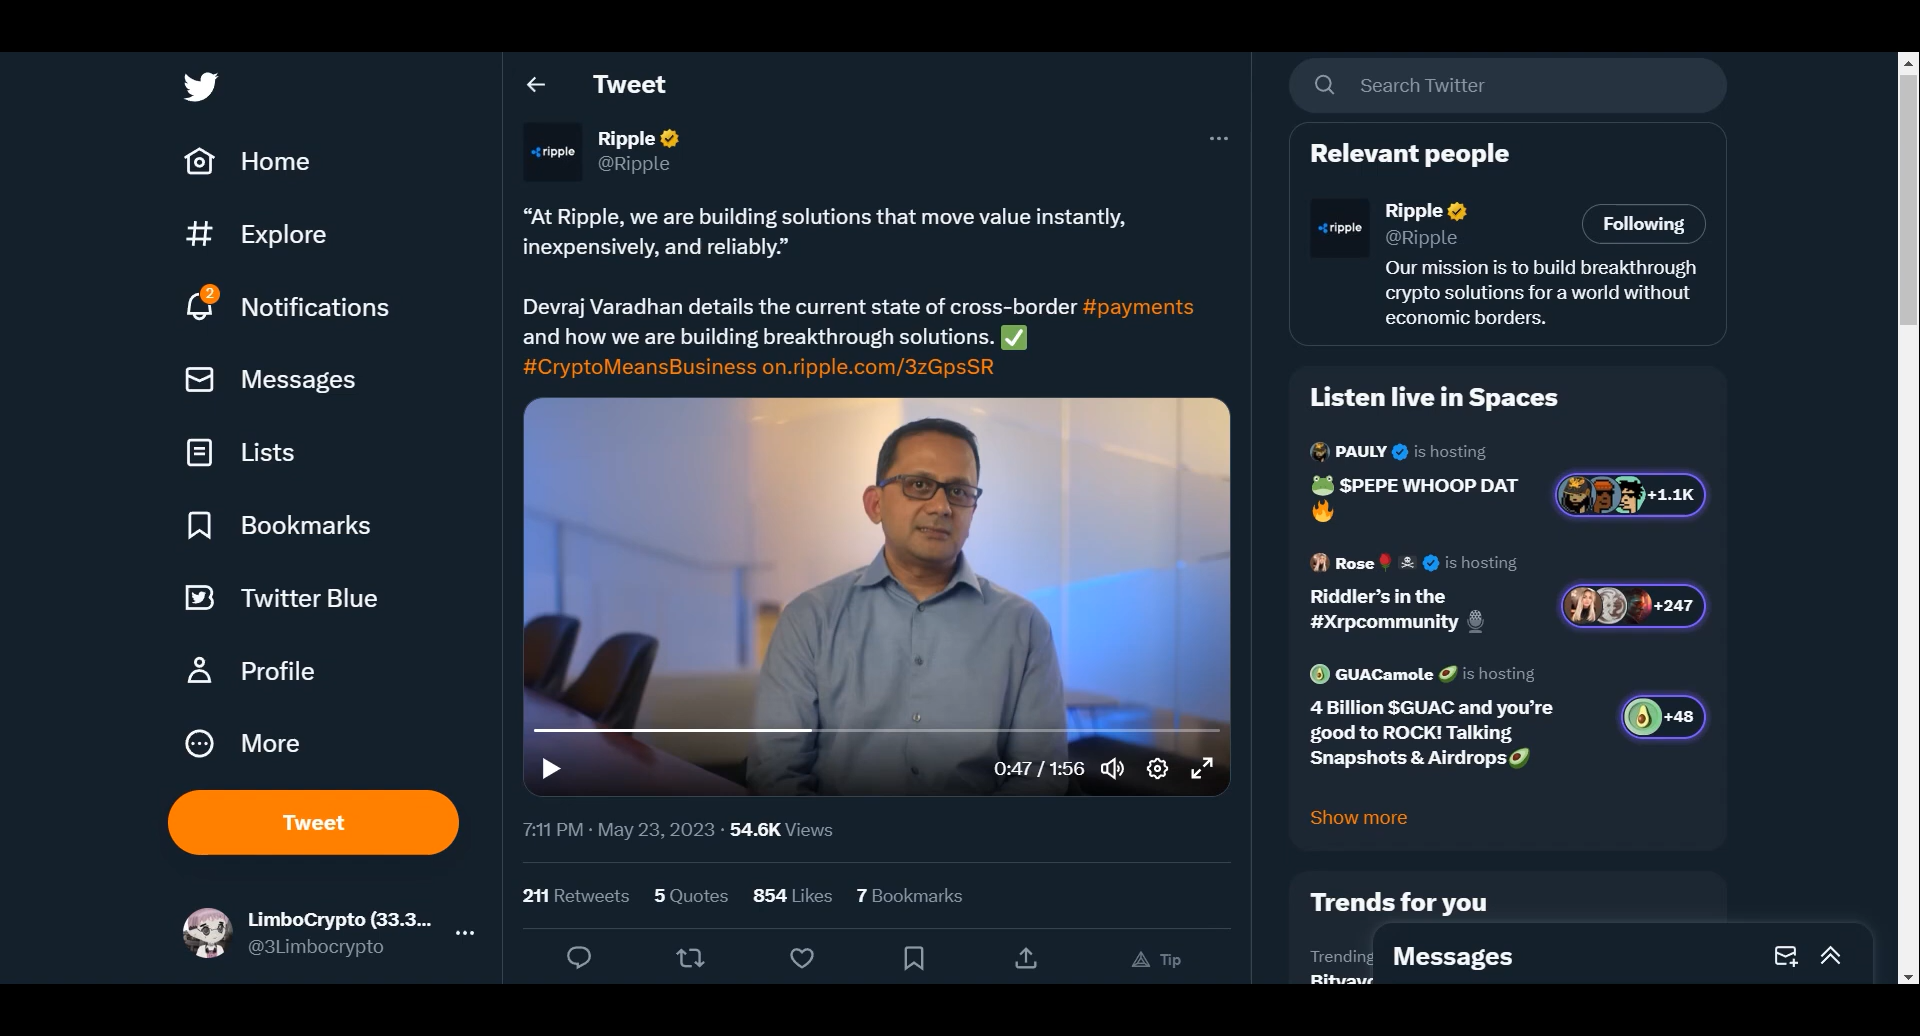 Home
Explore
2
Notifications
Messages
Lists
Bookmarks
Twitter Blue
Profile
More
Tweet
LimboCrypto (33.3...
@3Limbocrypto
Tweet
ripple
Ripple
@Ripple
“At Ripple, we are building solutions that move value instantly,
inexpensively, and reliably.”
Devraj Varadhan details the current state of cross-border #payments
and how we are building breakthrough solutions. ✅
#CryptoMeansBusiness on.ripple.com/3zGpsSR
0:47 / 1:56
7:11 PM · May 23, 2023 · 54.6K Views
211 Retweets 5 Quotes 854 Likes 7 Bookmarks
Tip
Search Twitter
Relevant people
ripple
Ripple
@Ripple
Following
Our mission is to build breakthrough
crypto solutions for a world without
economic borders.
Listen live in Spaces
PAULY is hosting
🐸 $PEPE WHOOP DAT
🔥
+1.1K
Rose🌹☠ is hosting
Riddler’s in the
#Xrpcommunity 🎙
+247
GUACamole 🥑 is hosting
4 Billion $GUAC and you’re
good to ROCK! Talking
Snapshots & Airdrops🥑
+48
Show more
Trends for you
Trending
Messages